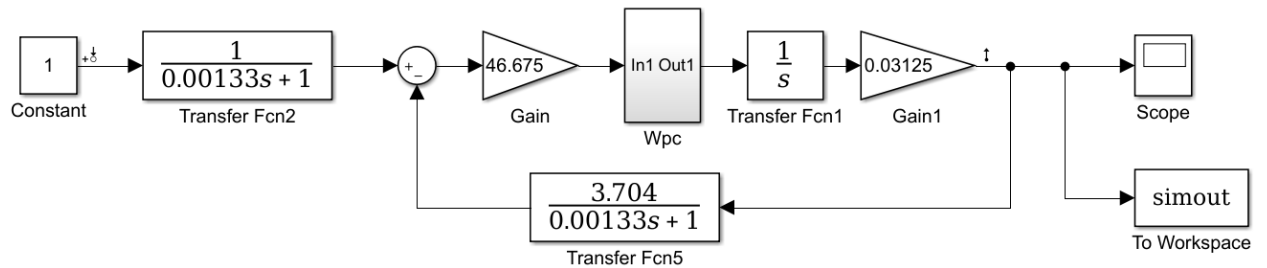 1
Constant
1
0.00133s + 1
Transfer Fcn2
+
−
46.675
Gain
In1 Out1
Wpc
1
s
Transfer Fcn1
0.03125
Gain1
Scope
3.704
0.00133s + 1
Transfer Fcn5
simout
To Workspace